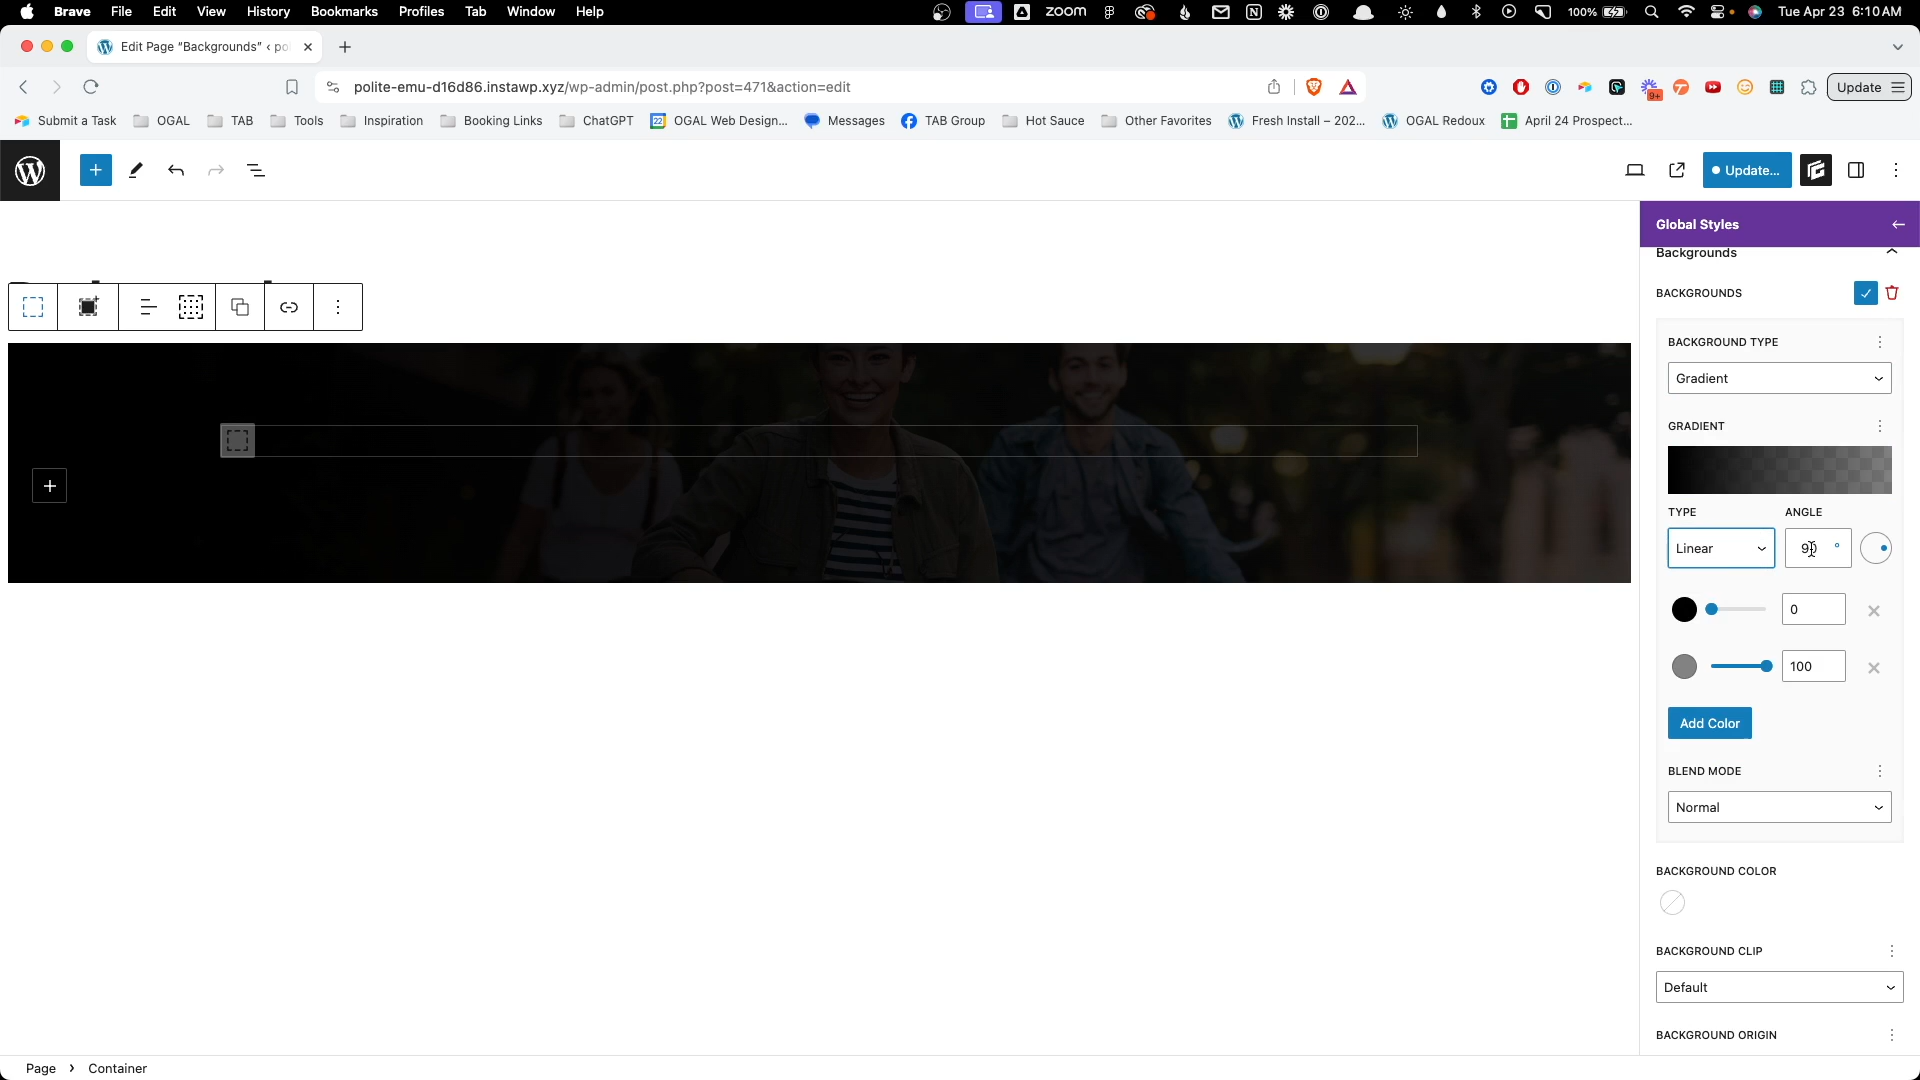 Brave File Edit View History Bookmarks Profiles Tab Window Help zoom 100% Tue Apr 23 6:10 AM
Edit Page "Backgrounds" ‹ po
polite-emu-d16d86.instawp.xyz/wp-admin/post.php?post=471&action=edit 9+ Update
Submit a Task OGAL TAB Tools Inspiration Booking Links ChatGPT 22 OGAL Web Design... Messages TAB Group Hot Sauce Other Favorites Fresh Install – 202... OGAL Redoux April 24 Prospect...
Update...
Global Styles
Backgrounds
BACKGROUNDS
BACKGROUND TYPE
Gradient
GRADIENT
TYPE ANGLE
Linear 90 °
0
100
Add Color
BLEND MODE
Normal
BACKGROUND COLOR
BACKGROUND CLIP
Default
BACKGROUND ORIGIN
Page › Container